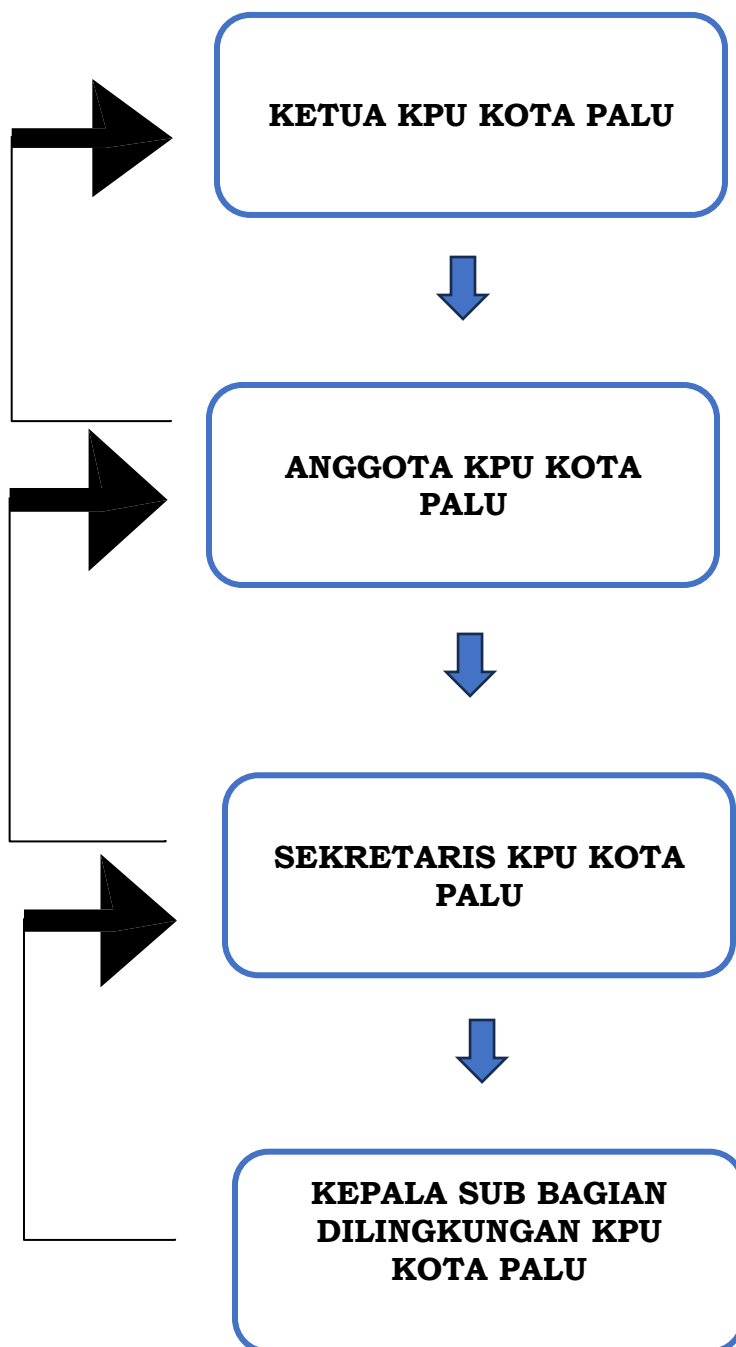 KETUA KPU KOTA PALU
ANGGOTA KPU KOTA
PALU
SEKRETARIS KPU KOTA
PALU
KEPALA SUB BAGIAN
DILINGKUNGAN KPU
KOTA PALU